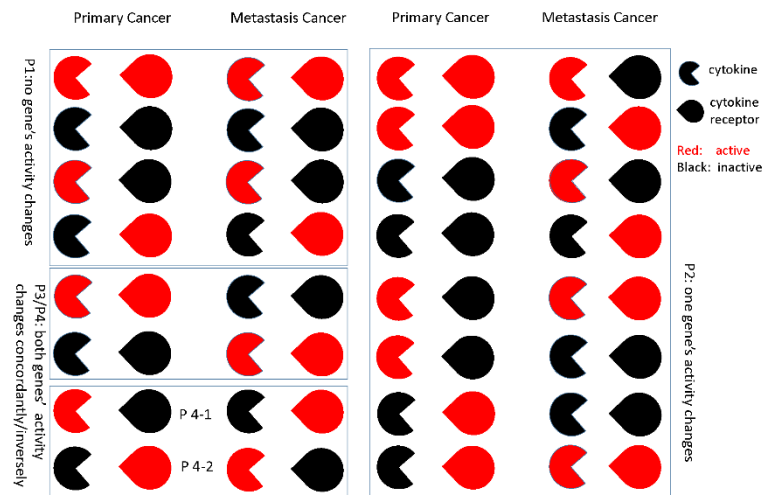 Primary Cancer
Metastasis Cancer
Primary Cancer
Metastasis Cancer
P1:no gene's activity changes
cytokine
cytokine
receptor
Red: active
Black: inactive
P3/P4: both genes' activity
changes concordantly/inversely
P 4-1
P 4-2
P2: one gene's activity changes